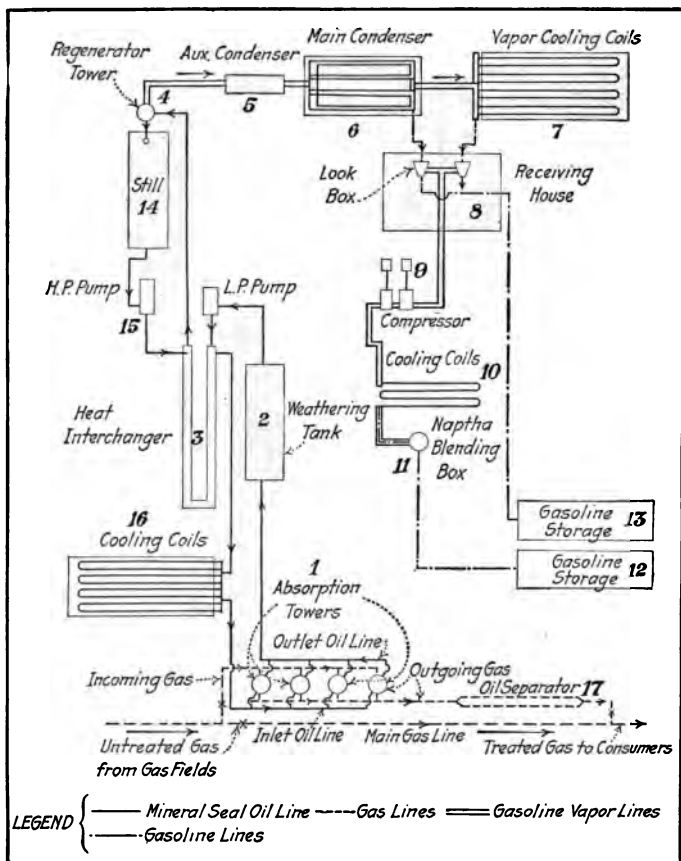 Main Condenser
Vapor Cooling Coils
Aux. Condenser
Regenerator
Tower
4
5
6
7
Still
14
Look
Box
8
Receiving
House
H.P. Pump
L.P. Pump
15
9
Compressor
Cooling Coils
10
Heat
Interchanger
3
2
Weathering
Tank
Naptha
Blending
Box
11
Gasoline
Storage
13
Gasoline
Storage
12
16
Cooling Coils
1
Absorption
Towers
Outlet Oil Line
Incoming Gas
Outgoing Gas
Oil Separator 17
Untreated Gas
from Gas Fields
Inlet Oil Line
Main Gas Line
Treated Gas to Consumers
LEGEND
Mineral Seal Oil Line
Gas Lines
Gasoline Vapor Lines
Gasoline Lines